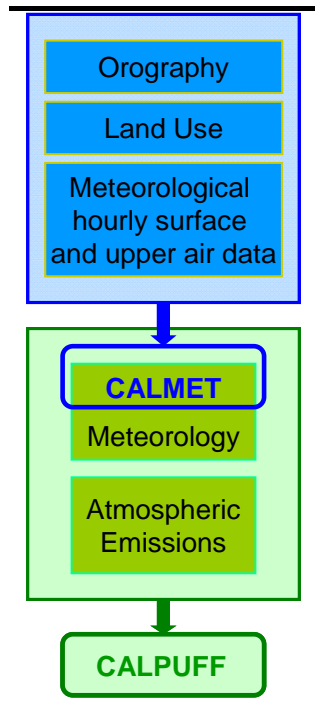 Orography
Land Use
Meteorological
hourly surface
and upper air data
CALMET
Meteorology
Atmospheric
Emissions
CALPUFF